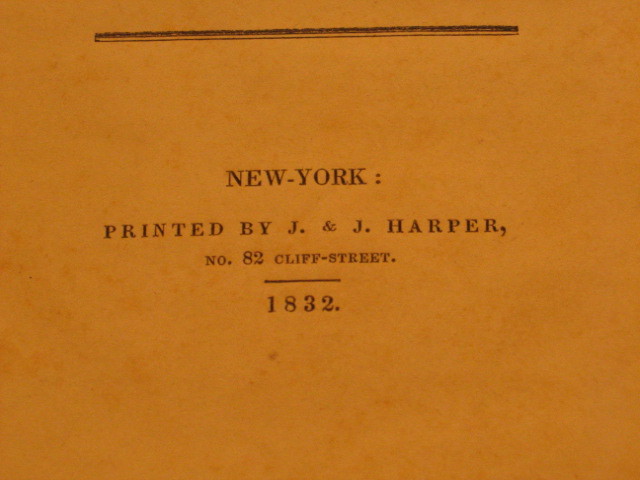 NEW-YORK:
PRINTED BY J. & J. HARPER,
NO. 82 CLIFF-STREET.
1832.